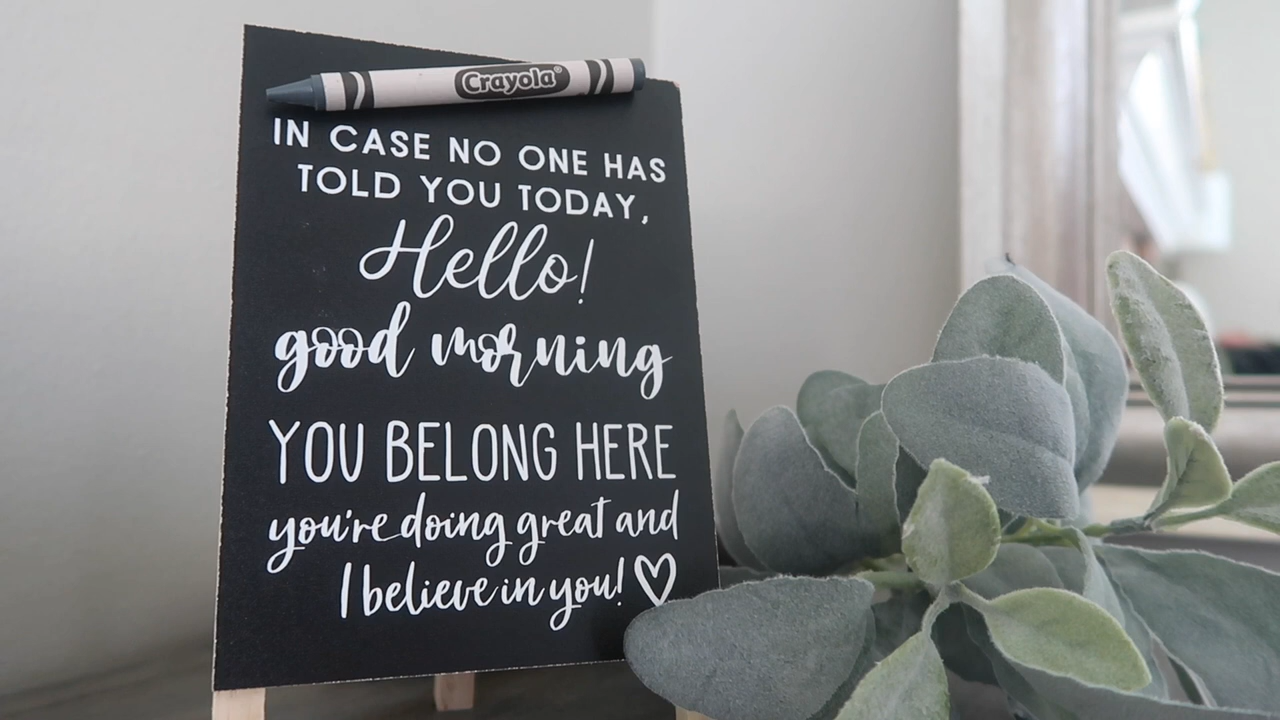 Crayola®
IN CASE NO ONE HAS
TOLD YOU TODAY,
Hello!
good morning
YOU BELONG HERE
you're doing great and
I believe in you! ♡